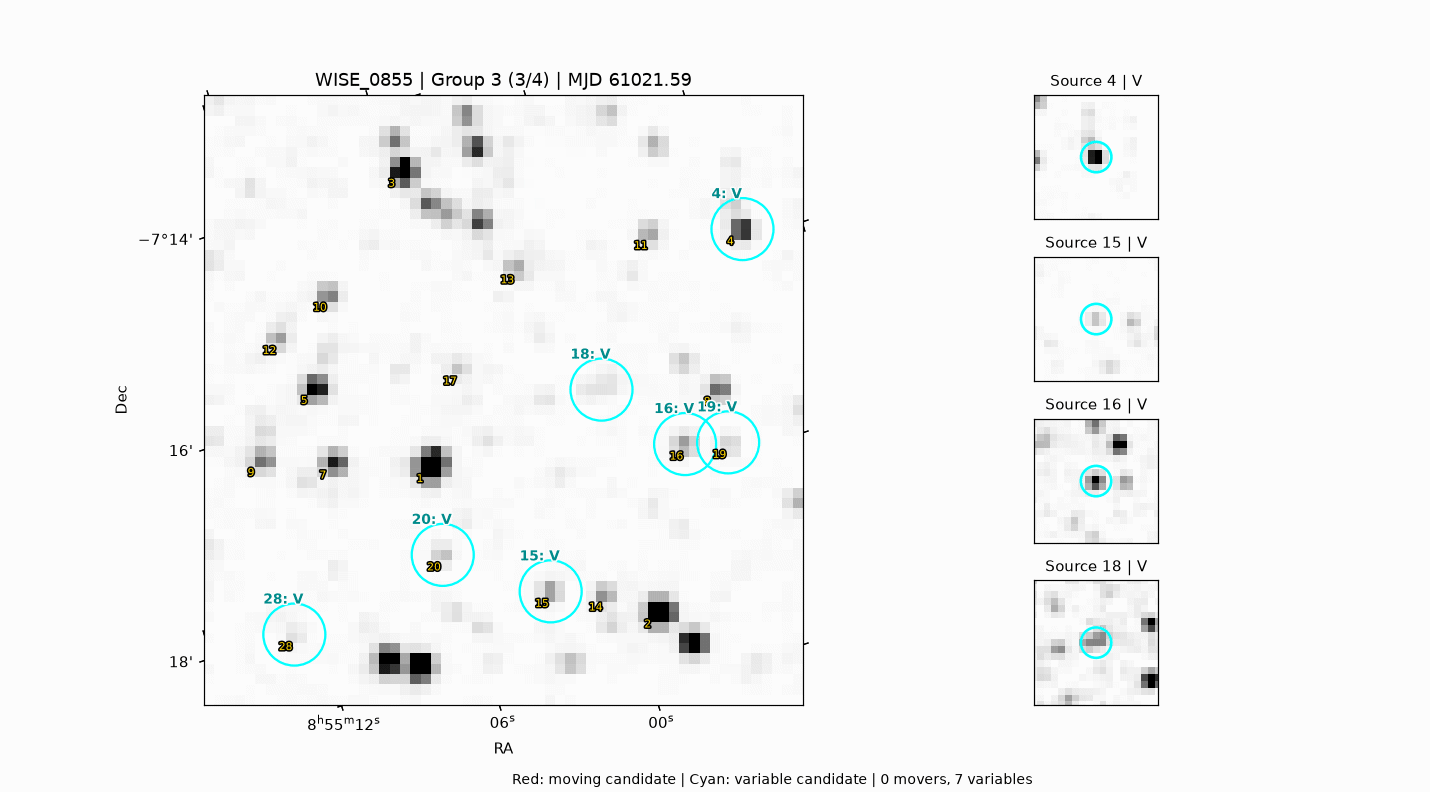 WISE_0855 | Group 3 (3/4) | MJD 61021.59
Source 4 | V
3
4: V
4
−7°14'
11
13
Source 15 | V
10
12
18: V
17
5
16: V
19: V
Source 16 | V
16'
16
19
9
7
1
20: V
20
15: V
15
14
2
Source 18 | V
28: V
28
18'
Dec
8ʰ55ᵐ12ˢ
06ˢ
00ˢ
RA
Red: moving candidate | Cyan: variable candidate | 0 movers, 7 variables